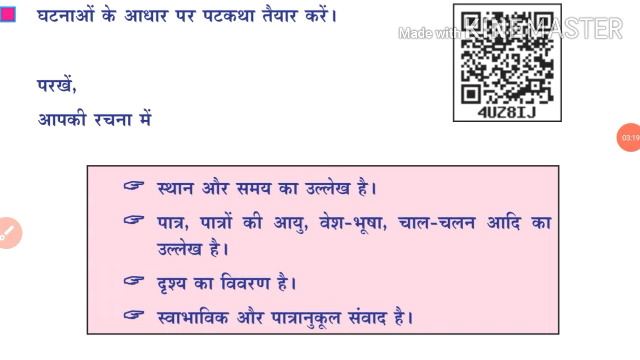 घटनाओं के आधार पर पटकथा तैयार करें।
Made with KINEMASTER
परखें,
आपकी रचना में
4UZ8IJ
03:19
स्थान और समय का उल्लेख है।
पात्र, पात्रों की आयु, वेश-भूषा, चाल-चलन आदि का
उल्लेख है।
दृश्य का विवरण है।
स्वाभाविक और पात्रानुकूल संवाद है।